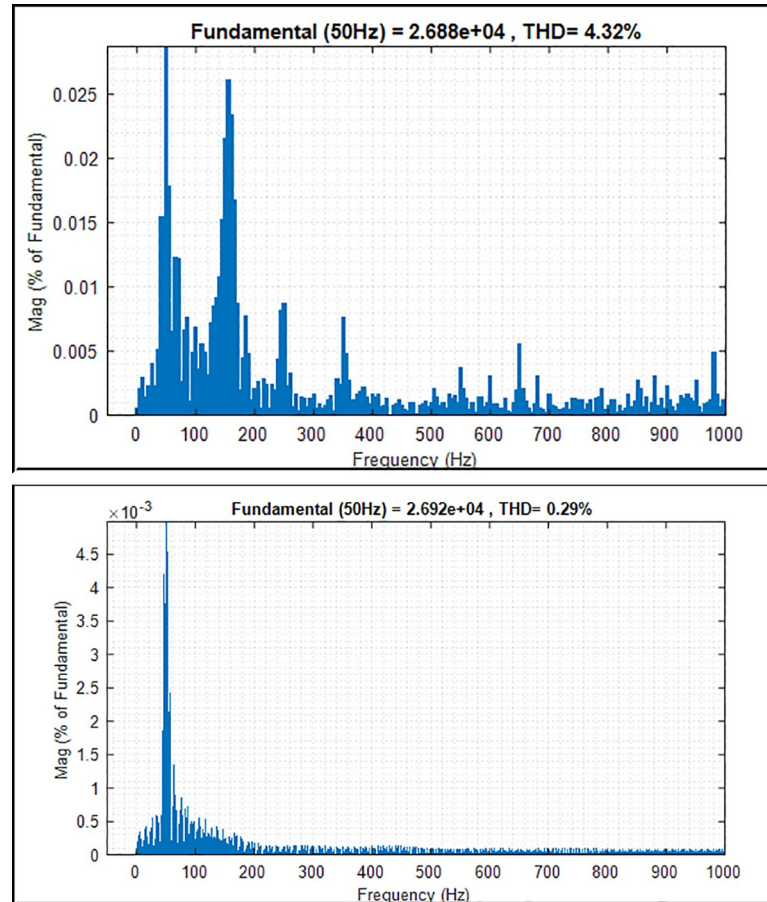 Fundamental (50Hz) = 2.688e+04 , THD= 4.32%
Mag (% of Fundamental)
0.025
0.02
0.015
0.01
0.005
0
0 100 200 300 400 500 600 700 800 900 1000
Frequency (Hz)
×10⁻³
Fundamental (50Hz) = 2.692e+04 , THD= 0.29%
Mag (% of Fundamental)
4.5
4
3.5
3
2.5
2
1.5
1
0.5
0
0 100 200 300 400 500 600 700 800 900 1000
Frequency (Hz)